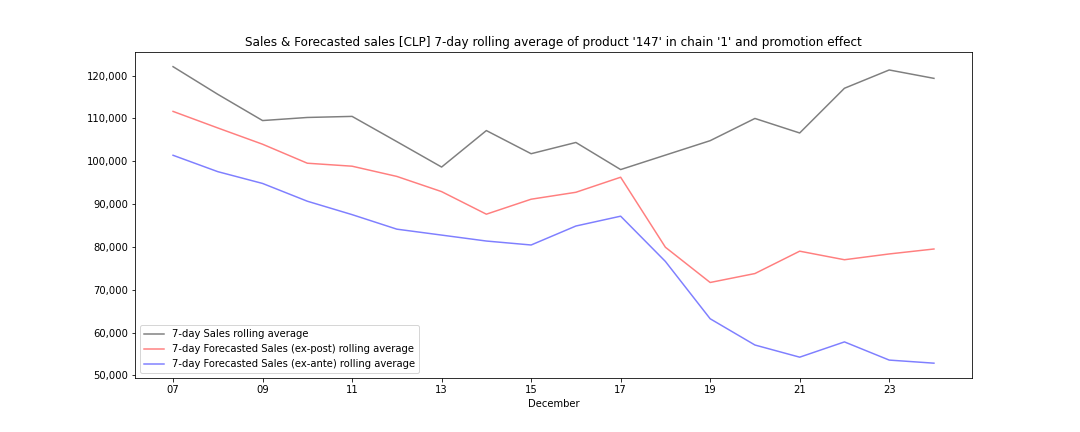 Sales & Forecasted sales [CLP] 7-day rolling average of product '147' in chain '1' and promotion effect
120,000
110,000
100,000
90,000
80,000
70,000
60,000
50,000
7-day Sales rolling average
7-day Forecasted Sales (ex-post) rolling average
7-day Forecasted Sales (ex-ante) rolling average
07 09 11 13 15 17 19 21 23
December